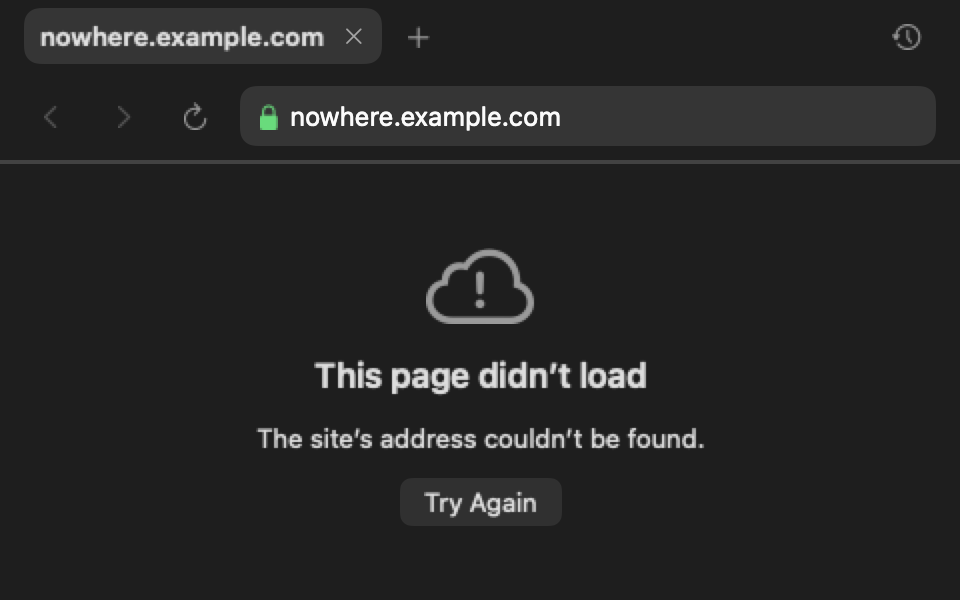 nowhere.example.com
nowhere.example.com
This page didn’t load
The site’s address couldn’t be found.
Try Again